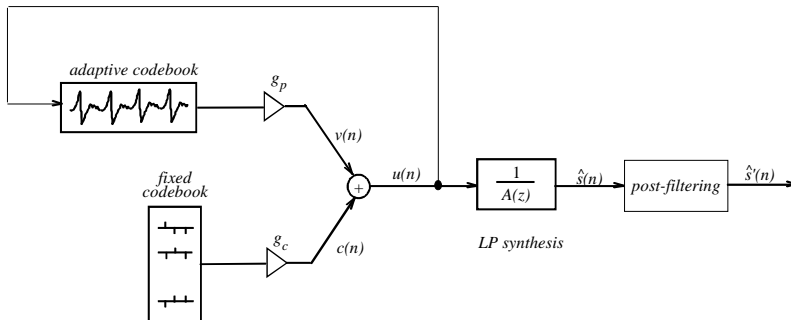 adaptive codebook
g_p
v(n)
fixed
codebook
+
u(n)
1
A(z)
ŝ(n)
post-filtering
ŝ'(n)
g_c
c(n)
LP synthesis